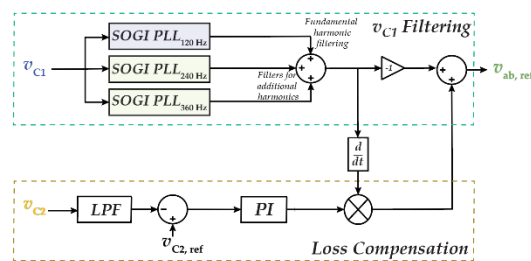 Fundamental
harmonic
filtering
v_C1 Filtering
SOGI PLL_120 Hz
v_C1
SOGI PLL_240 Hz
+
+
+
-1
+
+
v_ab, ref
Filters for
additional
harmonics
SOGI PLL_360 Hz
d
dt
v_C2
LPF
−
+
PI
v_C2, ref
Loss Compensation